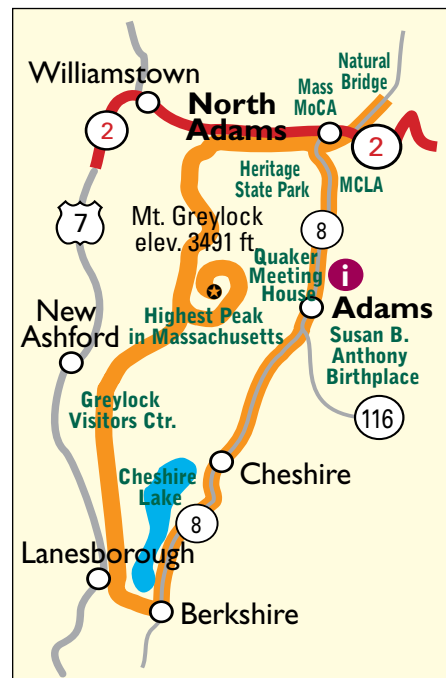 Natural
Bridge
Williamstown
Mass
MoCA
North
Adams
2
2
Heritage
State Park
MCLA
7
Mt. Greylock
elev. 3491 ft.
8
Quaker
Meeting
House
i
Adams
Highest Peak
in Massachusetts
New
Ashford
Susan B.
Anthony
Birthplace
Greylock
Visitors Ctr.
116
Cheshire
Cheshire
Lake
8
Lanesborough
Berkshire